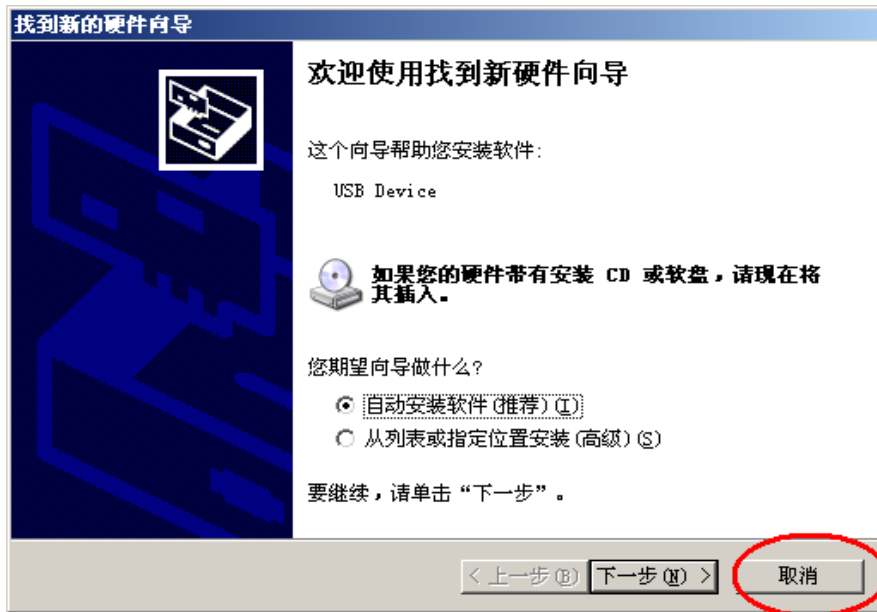 找到新的硬件向导
欢迎使用找到新硬件向导
这个向导帮助您安装软件:
USB Device
如果您的硬件带有安装 CD 或软盘，请现在将
其插入。
您期望向导做什么?
自动安装软件(推荐)(I)
从列表或指定位置安装(高级)(S)
要继续，请单击“下一步”。
< 上一步(B) 下一步(N) > 取消